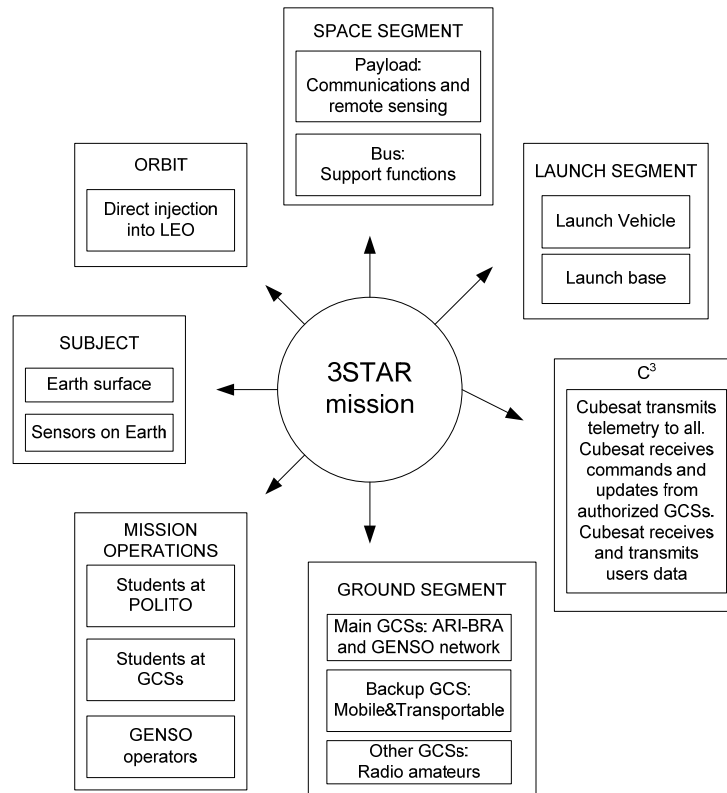 SPACE SEGMENT
Payload:
Communications and
remote sensing
Bus:
Support functions
ORBIT
Direct injection
into LEO
LAUNCH SEGMENT
Launch Vehicle
Launch base
SUBJECT
Earth surface
Sensors on Earth
3STAR
mission
C³
Cubesat transmits
telemetry to all.
Cubesat receives
commands and
updates from
authorized GCSs.
Cubesat receives
and transmits
users data
MISSION
OPERATIONS
Students at
POLITO
Students at
GCSs
GENSO
operators
GROUND SEGMENT
Main GCSs: ARI-BRA
and GENSO network
Backup GCS:
Mobile&Transportable
Other GCSs:
Radio amateurs